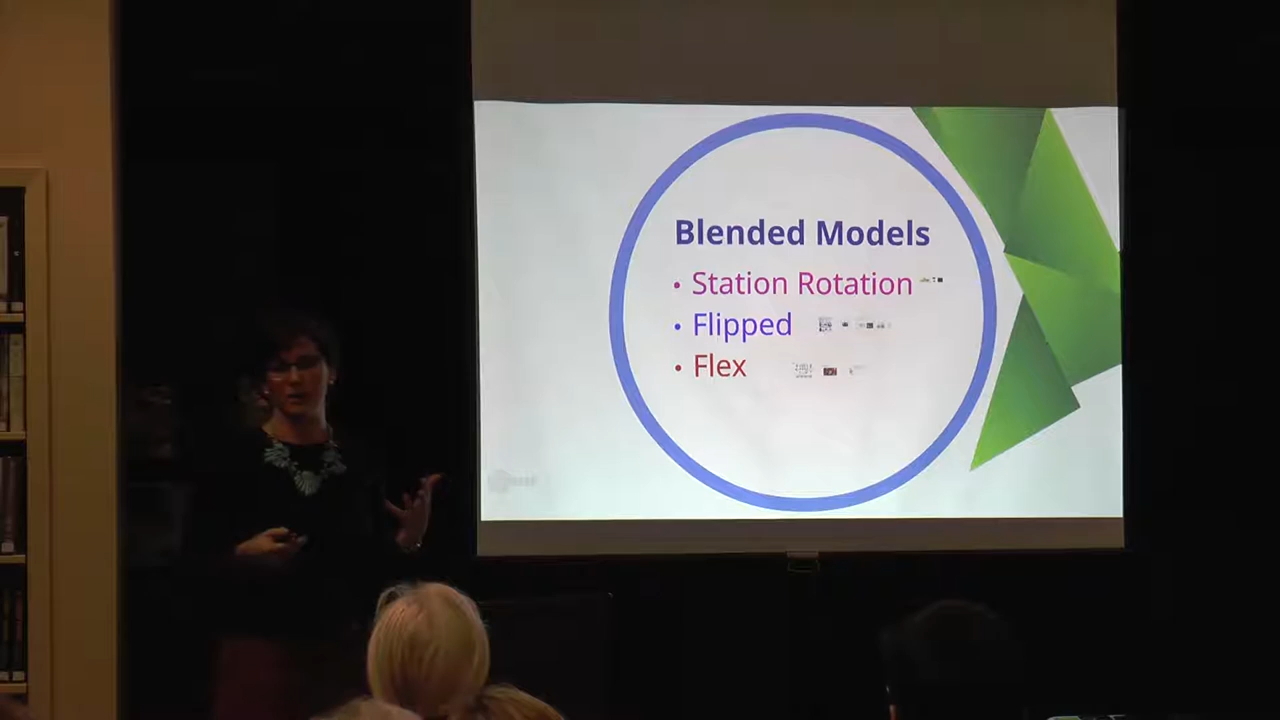 Blended Models
• Station Rotation
• Flipped
• Flex